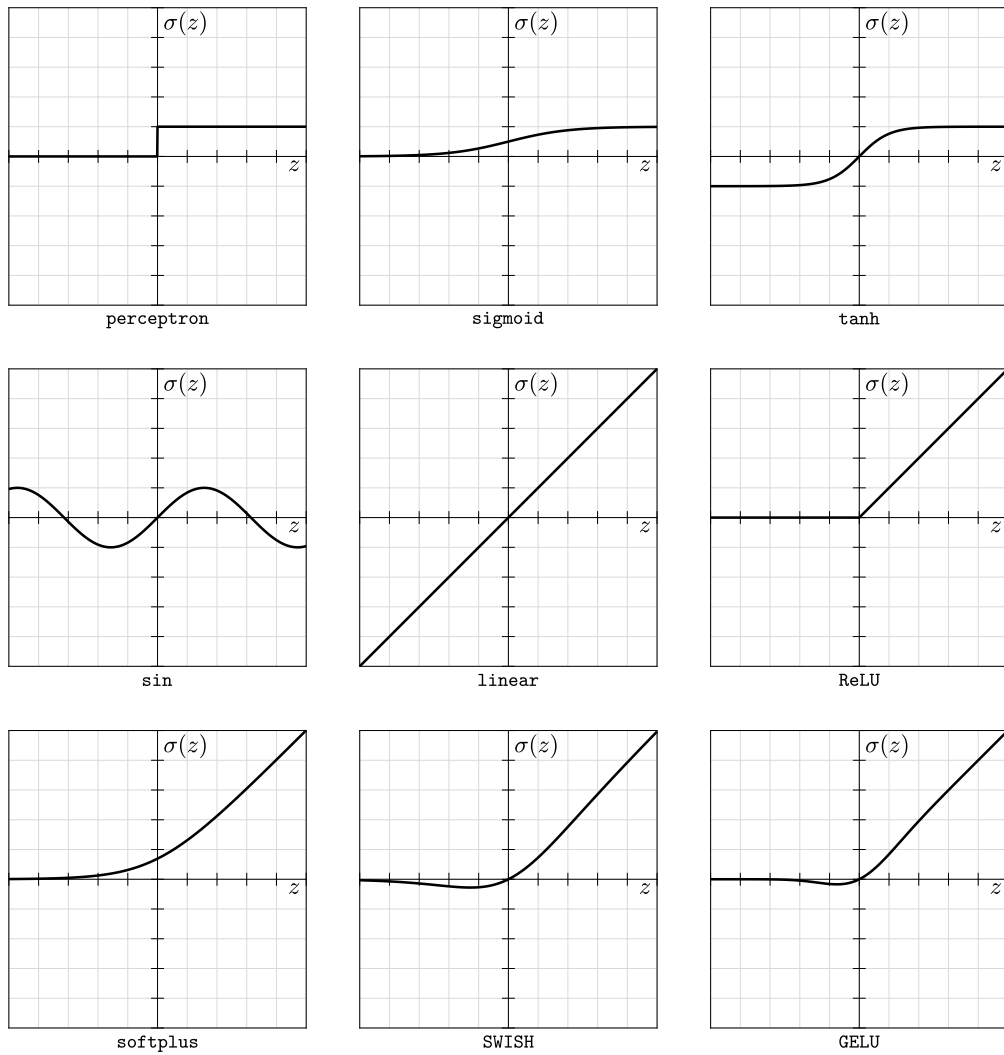 σ(z) σ(z) σ(z)
z z z
perceptron sigmoid tanh
σ(z) σ(z) σ(z)
z z z
sin linear ReLU
σ(z) σ(z) σ(z)
z z z
softplus SWISH GELU